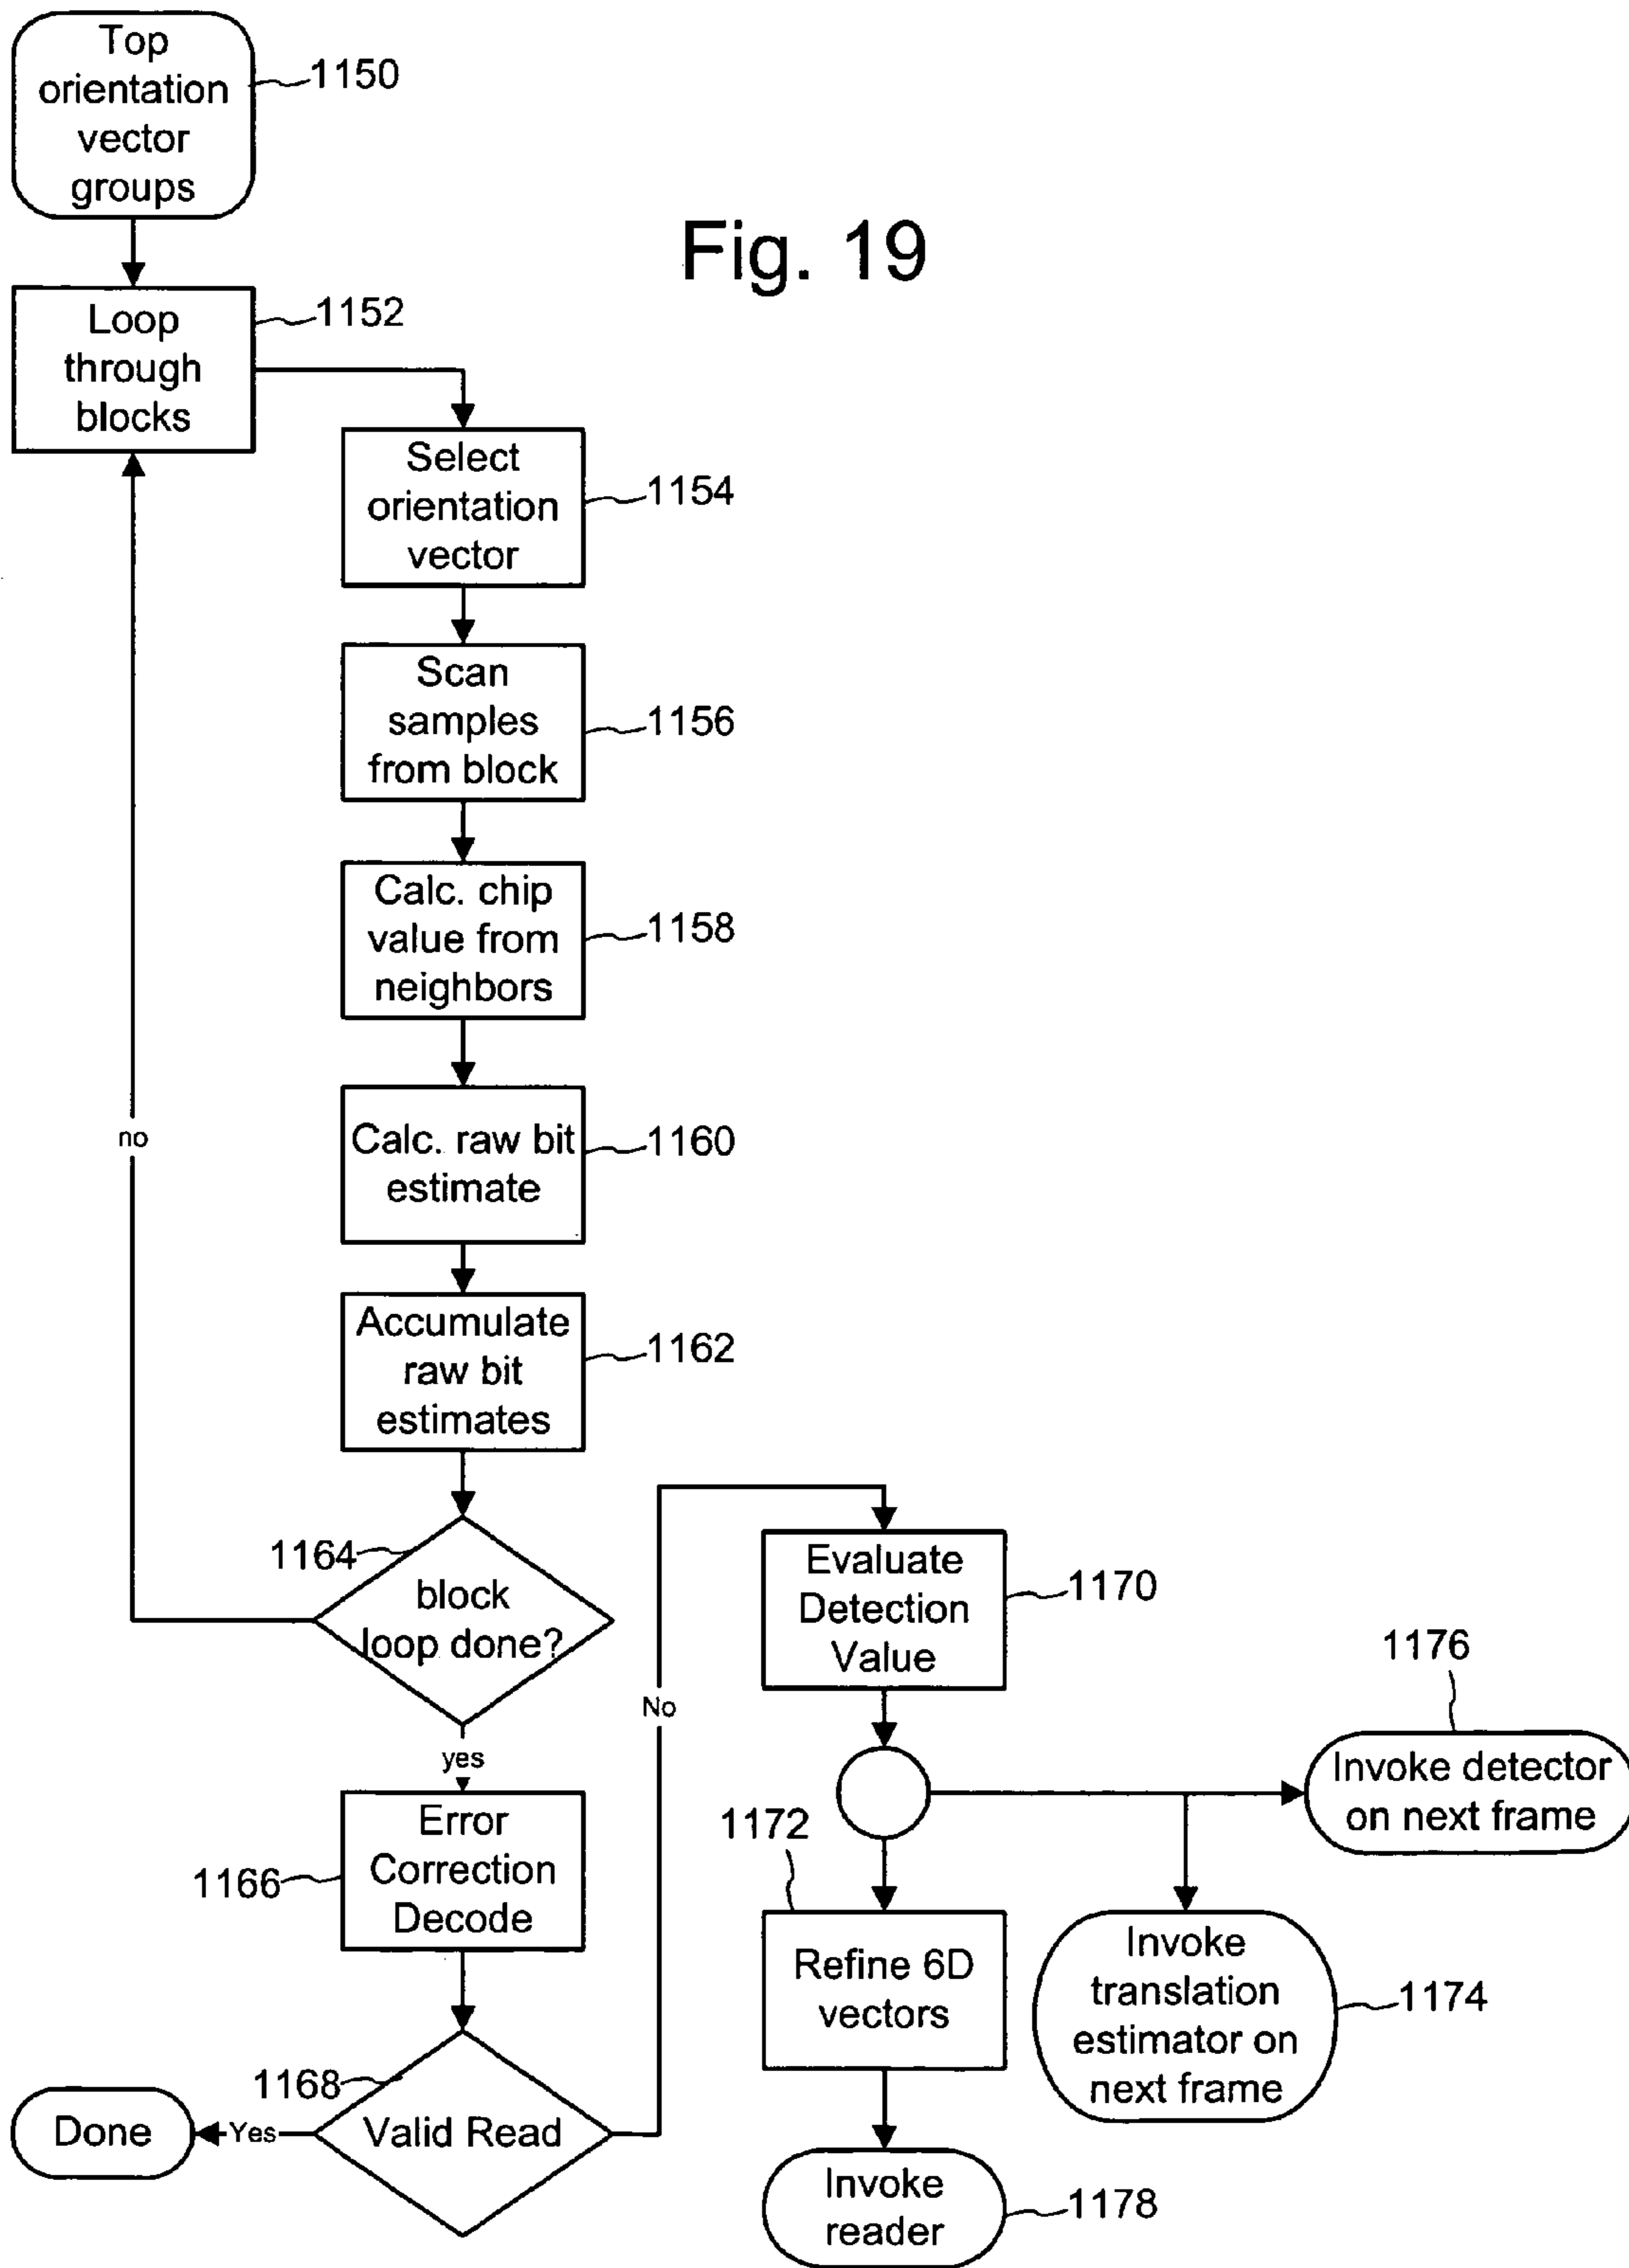 Top
orientation
vector
groups
1150
Fig. 19
Loop
through
blocks
1152
Select
orientation
vector
1154
Scan
samples
from block
1156
Calc. chip
value from
neighbors
1158
no
Calc. raw bit
estimate
1160
Accumulate
raw bit
estimates
1162
1164
block
loop done?
yes
Error
Correction
Decode
1166
1168
Valid Read
Yes
Done
No
Evaluate
Detection
Value
1170
1176
Invoke detector
on next frame
1172
Refine 6D
vectors
Invoke
translation
estimator on
next frame
1174
Invoke
reader
1178